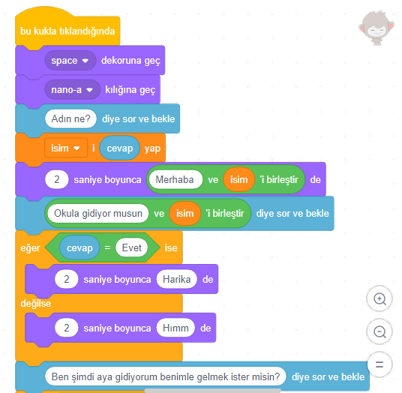 bu kukla tıklandığında
space dekoruna geç
nano-a kılığına geç
Adın ne? diye sor ve bekle
isim i cevap yap
2 saniye boyunca Merhaba ve isim 'i birleştir de
Okula gidiyor musun ve isim 'i birleştir diye sor ve bekle
eğer cevap = Evet ise
2 saniye boyunca Harika de
değilse
2 saniye boyunca Hımm de
Ben şimdi aya gidiyorum benimle gelmek ister misin? diye sor ve bekle